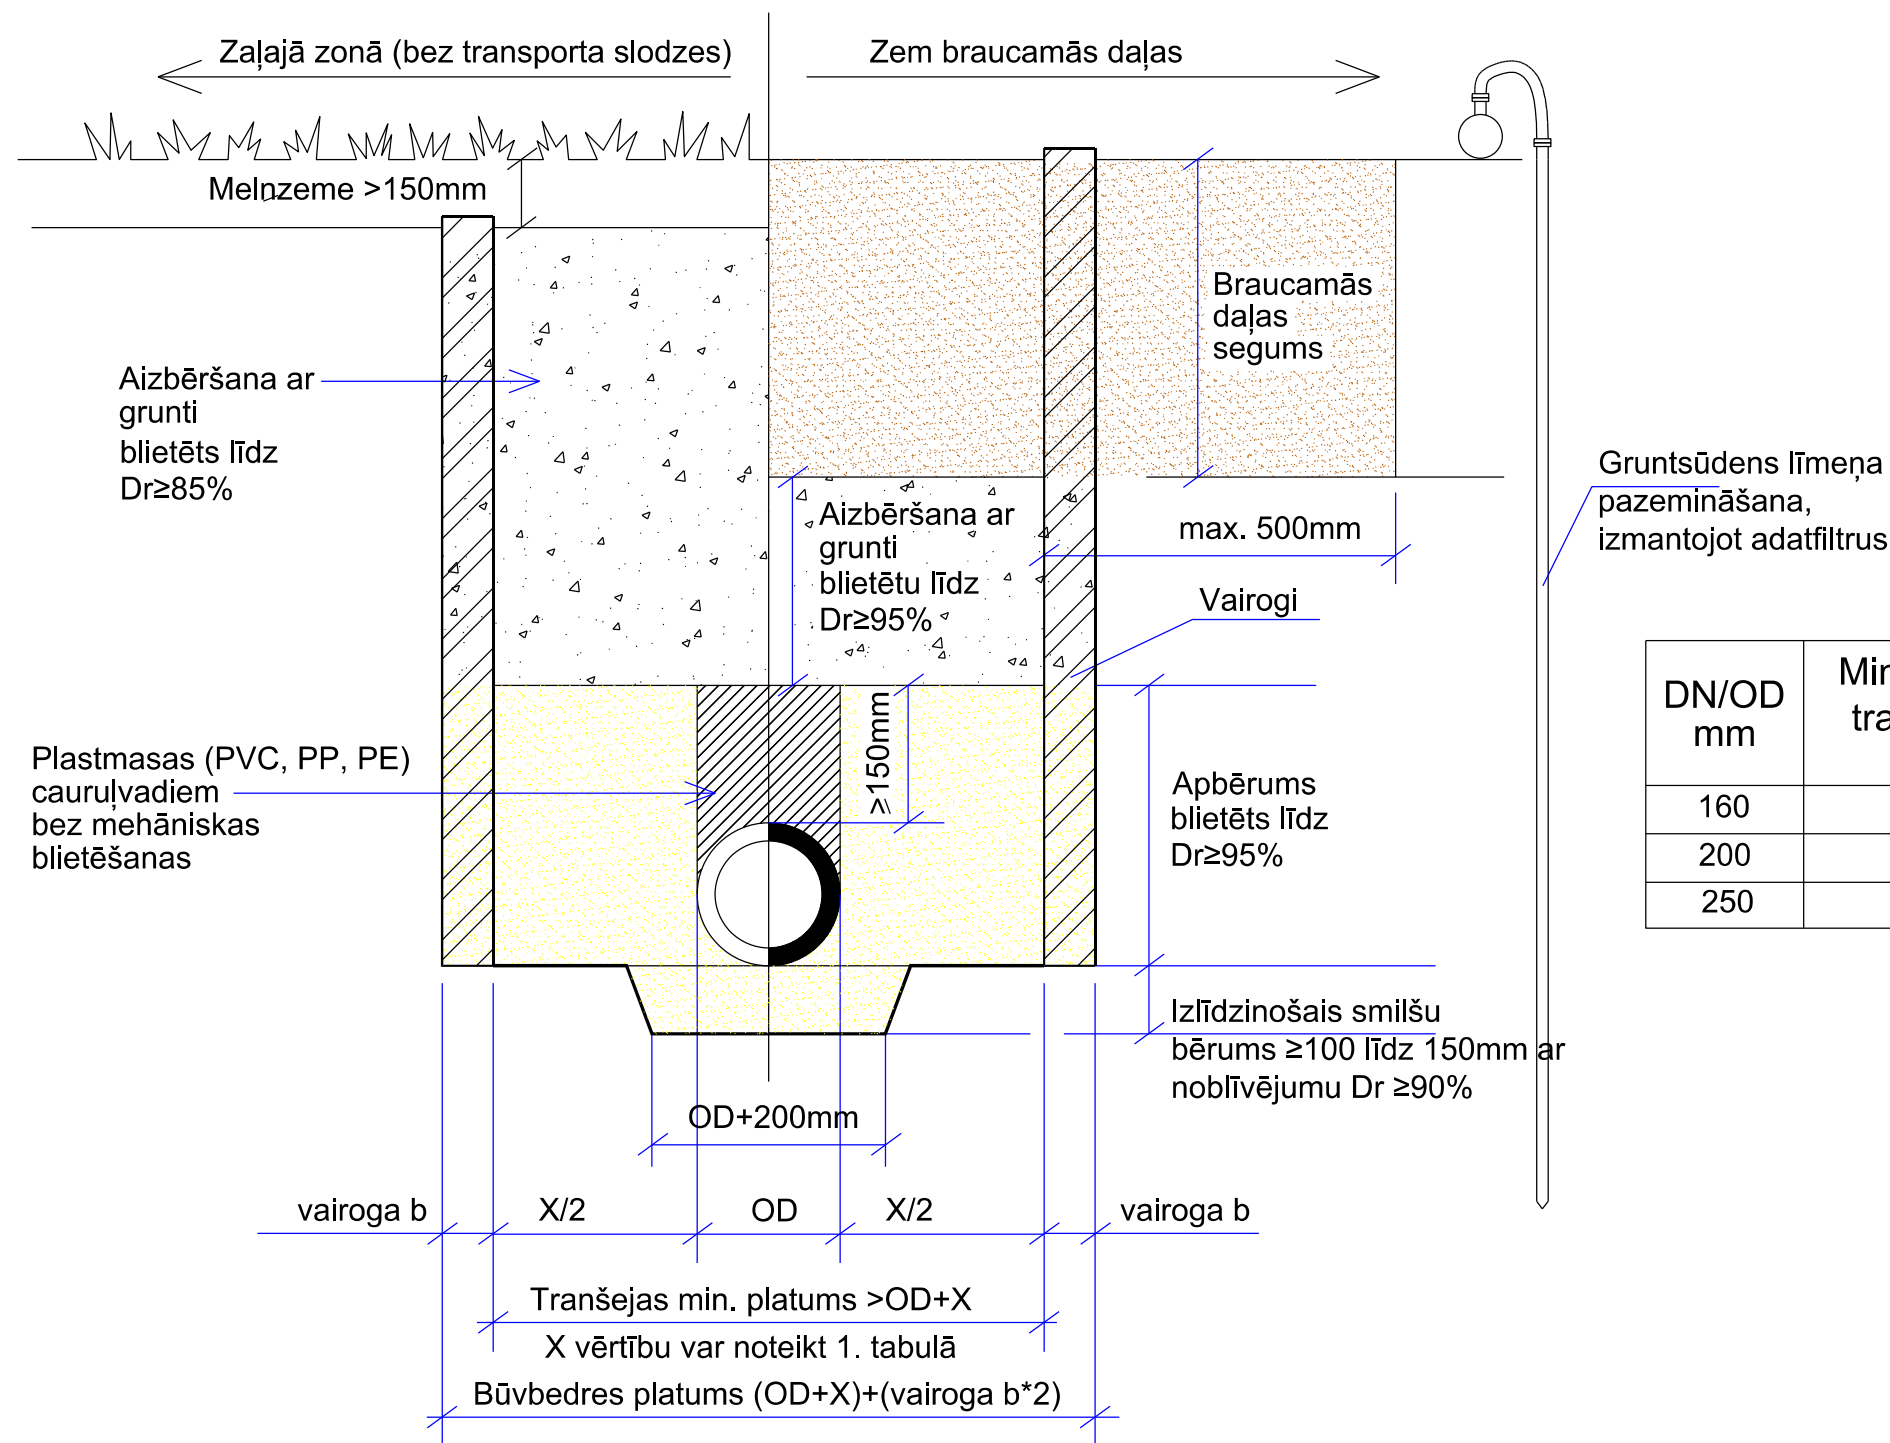 Zaļajā zonā (bez transporta slodzes)
Zem braucamās daļas
Melnzeme >150mm
Braucamās
daļas
segums
Aizbēršana ar
grunti
blietēts līdz
Dr≥85%
Gruntsūdens līmeņa
pazemināšana,
izmantojot adatfiltrus
Aizbēršana ar
grunti
blietētu līdz
Dr≥95%
max. 500mm
Vairogi
DN/OD
mm
160
200
250
≥150mm
Plastmasas (PVC, PP, PE)
cauruļvadiem
bez mehāniskas
blietēšanas
Apbērums
blietēts līdz
Dr≥95%
Izlīdzinošais smilšu
bērums ≥100 līdz 150mm ar
noblīvējumu Dr ≥90%
OD+200mm
vairoga b
X/2
OD
X/2
vairoga b
Tranšejas min. platums >OD+X
X vērtību var noteikt 1. tabulā
Būvbedres platums (OD+X)+(vairoga b*2)